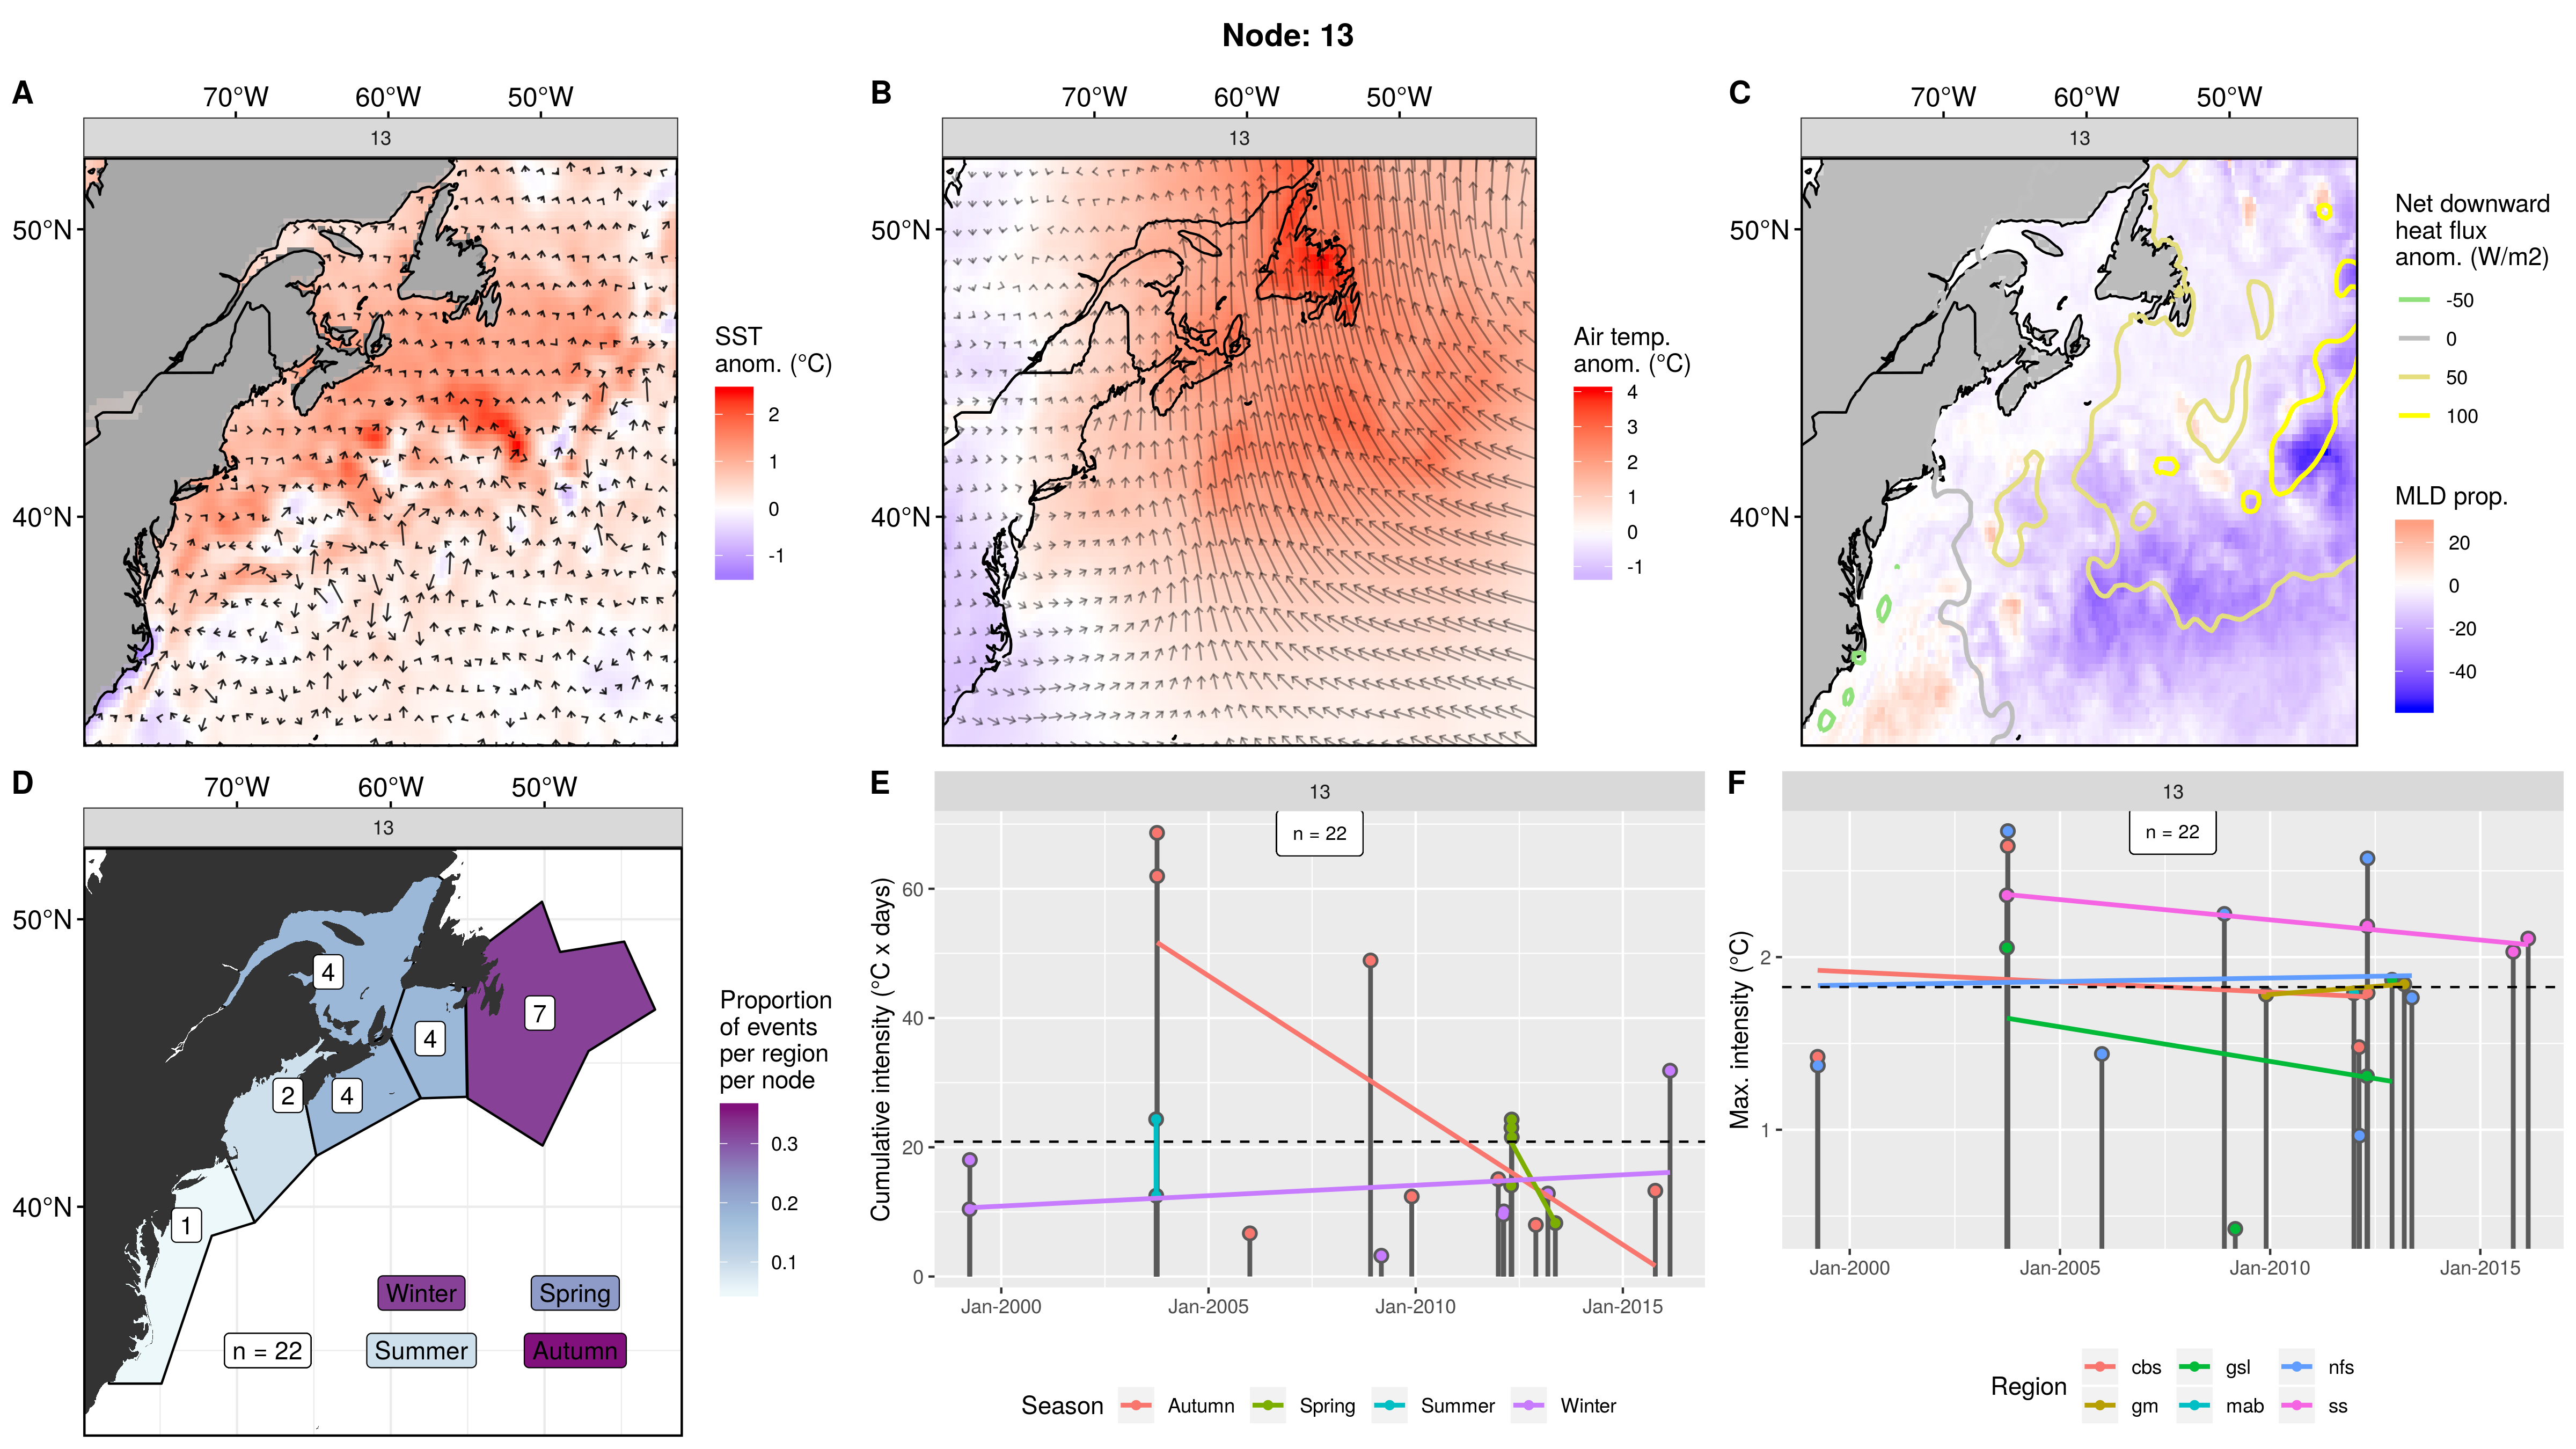 Node: 13
A
70°W 60°W 50°W
13
50°N
40°N
SST
anom. (°C)
2
1
0
-1
B
70°W 60°W 50°W
13
50°N
40°N
Air temp.
anom. (°C)
4
3
2
1
0
-1
C
70°W 60°W 50°W
13
50°N
40°N
Net downward
heat flux
anom. (W/m2)
-50
0
50
100
MLD prop.
20
0
-20
-40
D
70°W 60°W 50°W
13
50°N
40°N
4
4
7
2
4
1
Winter
Spring
n = 22
Summer
Autumn
Proportion
of events
per region
per node
0.3
0.2
0.1
E
13
n = 22
Cumulative intensity (°C x days)
60
40
20
0
Jan-2000 Jan-2005 Jan-2010 Jan-2015
Season Autumn Spring Summer Winter
F
13
n = 22
Max. intensity (°C)
2
1
Jan-2000 Jan-2005 Jan-2010 Jan-2015
Region
cbs gsl nfs
gm mab ss